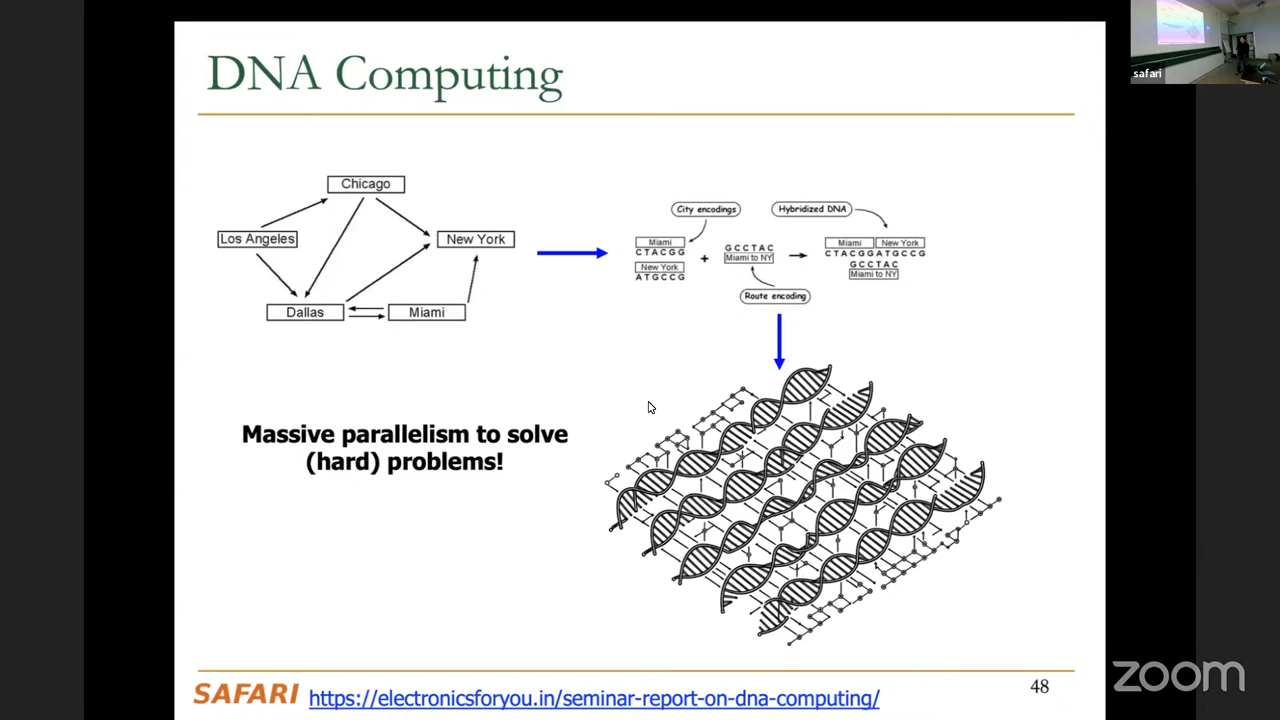 DNA Computing
safari
Chicago
Los Angeles
New York
Dallas
Miami
City encodings
Hybridized DNA
Miami
CTACGG
New York
ATGCCG
+
GCCTAC
Miami to NY
Miami New York
CTACGGATGCCG
GCCTAC
Miami to NY
Route encoding
Massive parallelism to solve
(hard) problems!
SAFARI https://electronicsforyou.in/seminar-report-on-dna-computing/
48
zoom